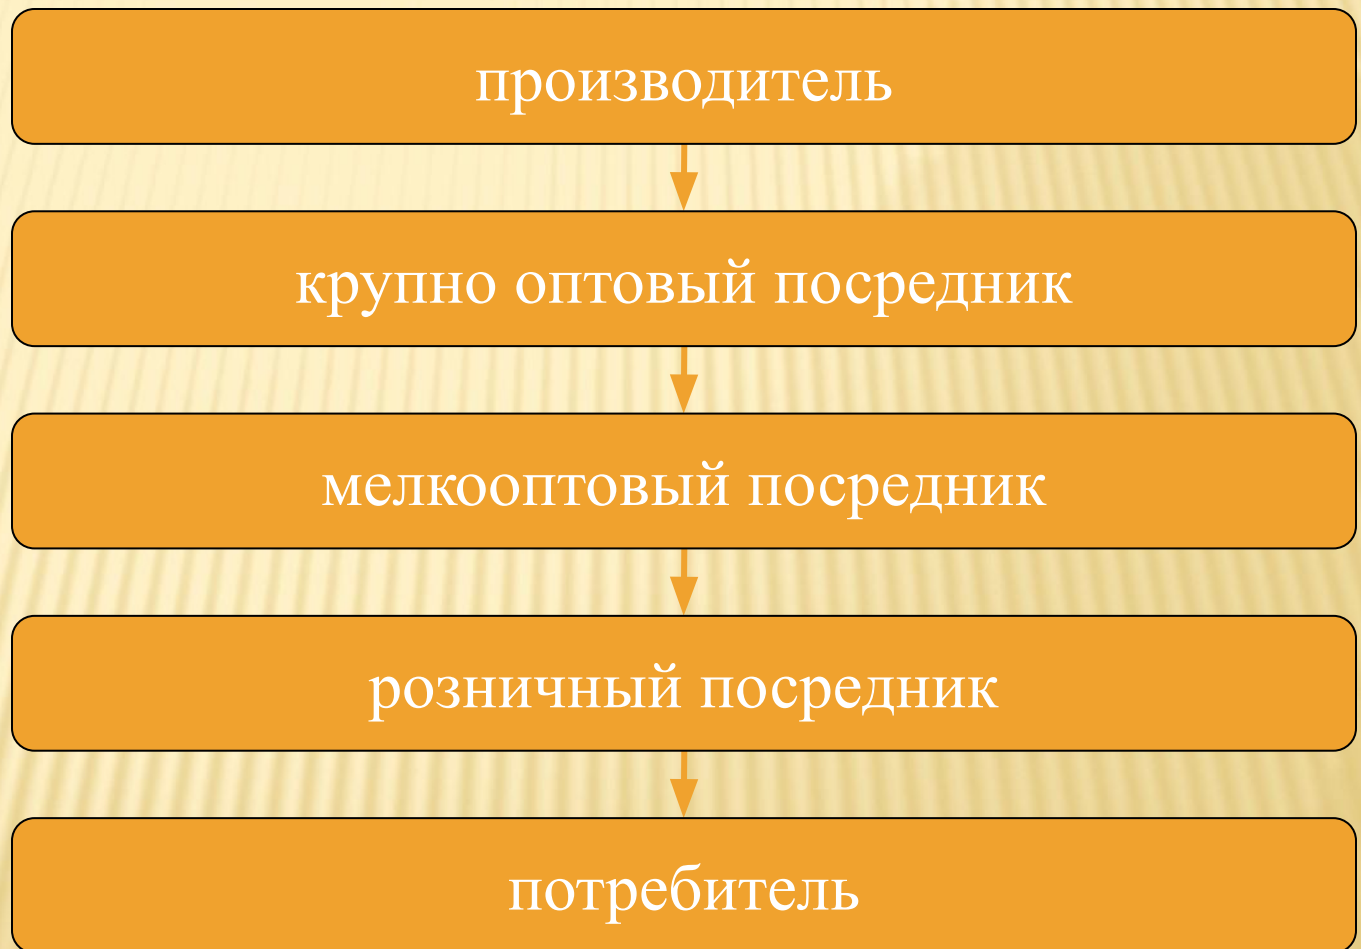 производитель
крупно оптовый посредник
мелкооптовый посредник
розничный посредник
потребитель